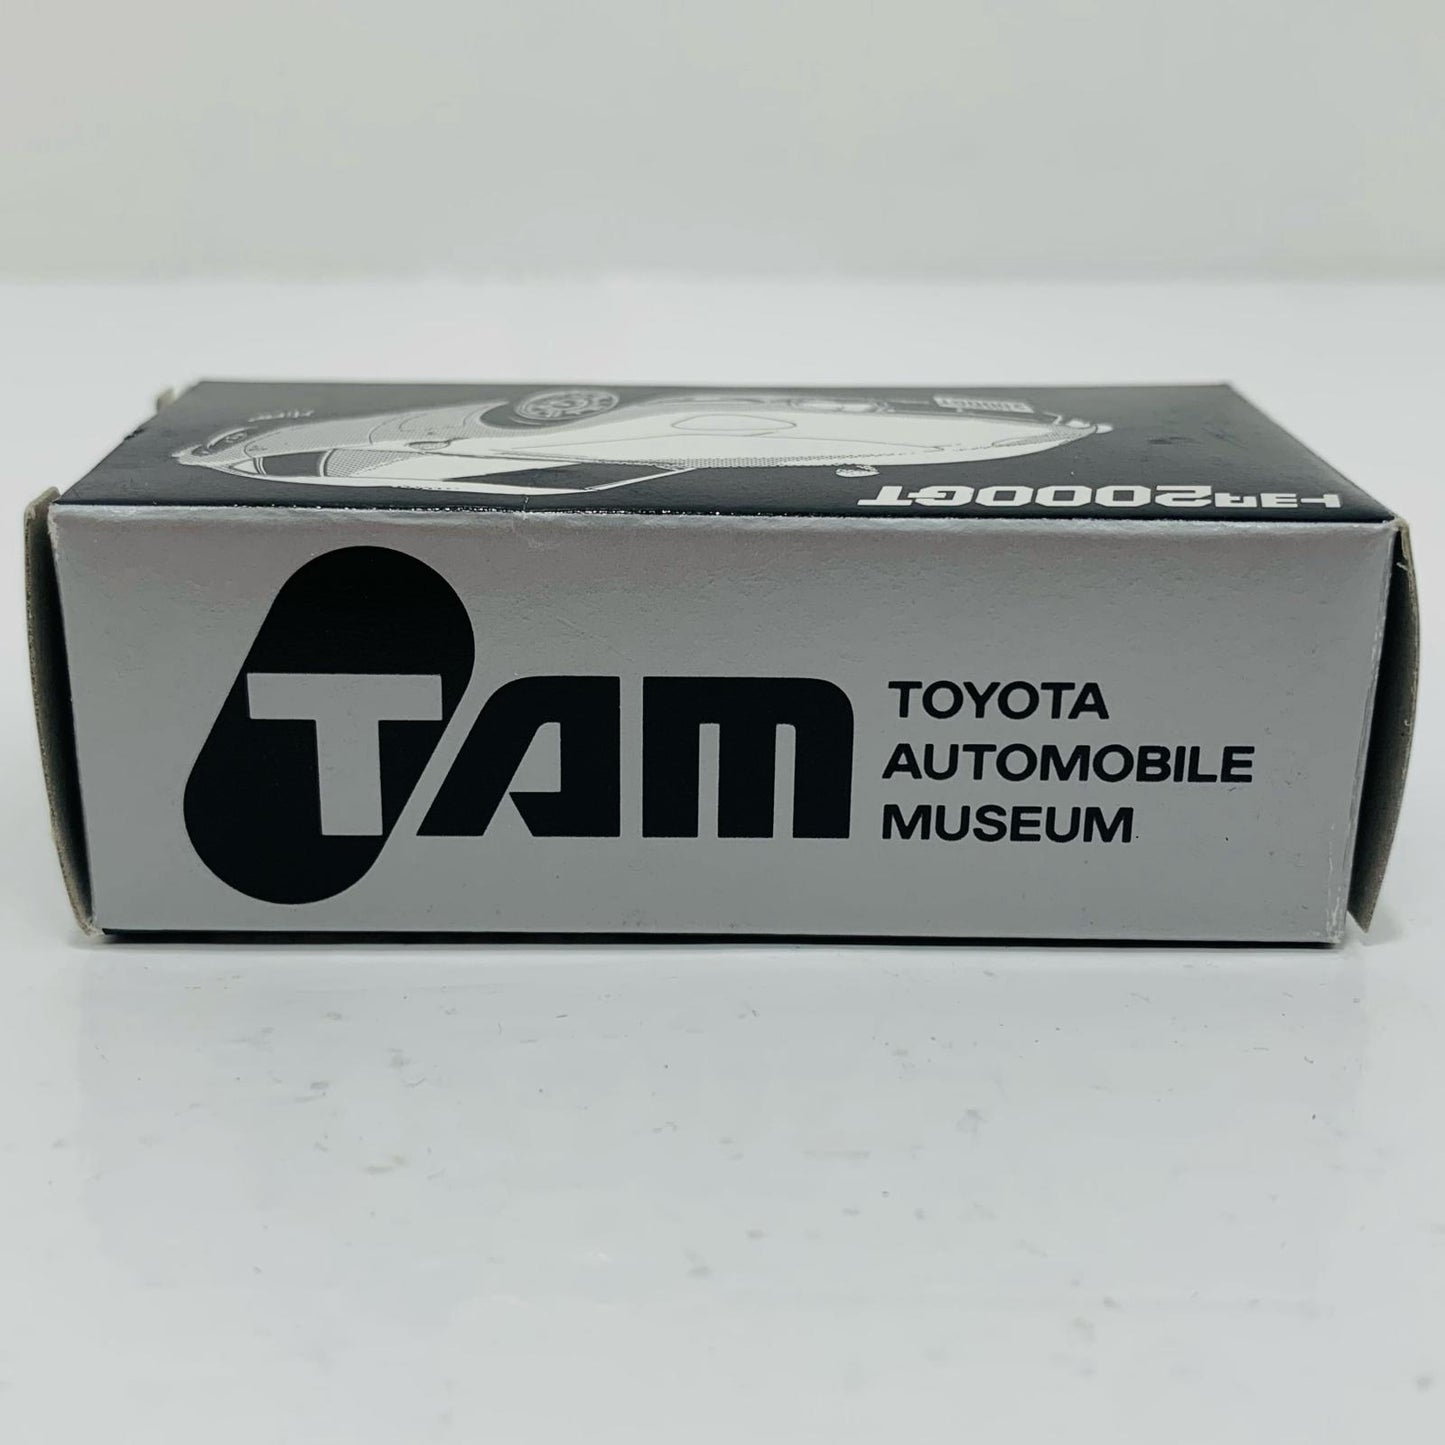 トヨタ2000GT
TAM
TOYOTA
AUTOMOBILE
MUSEUM